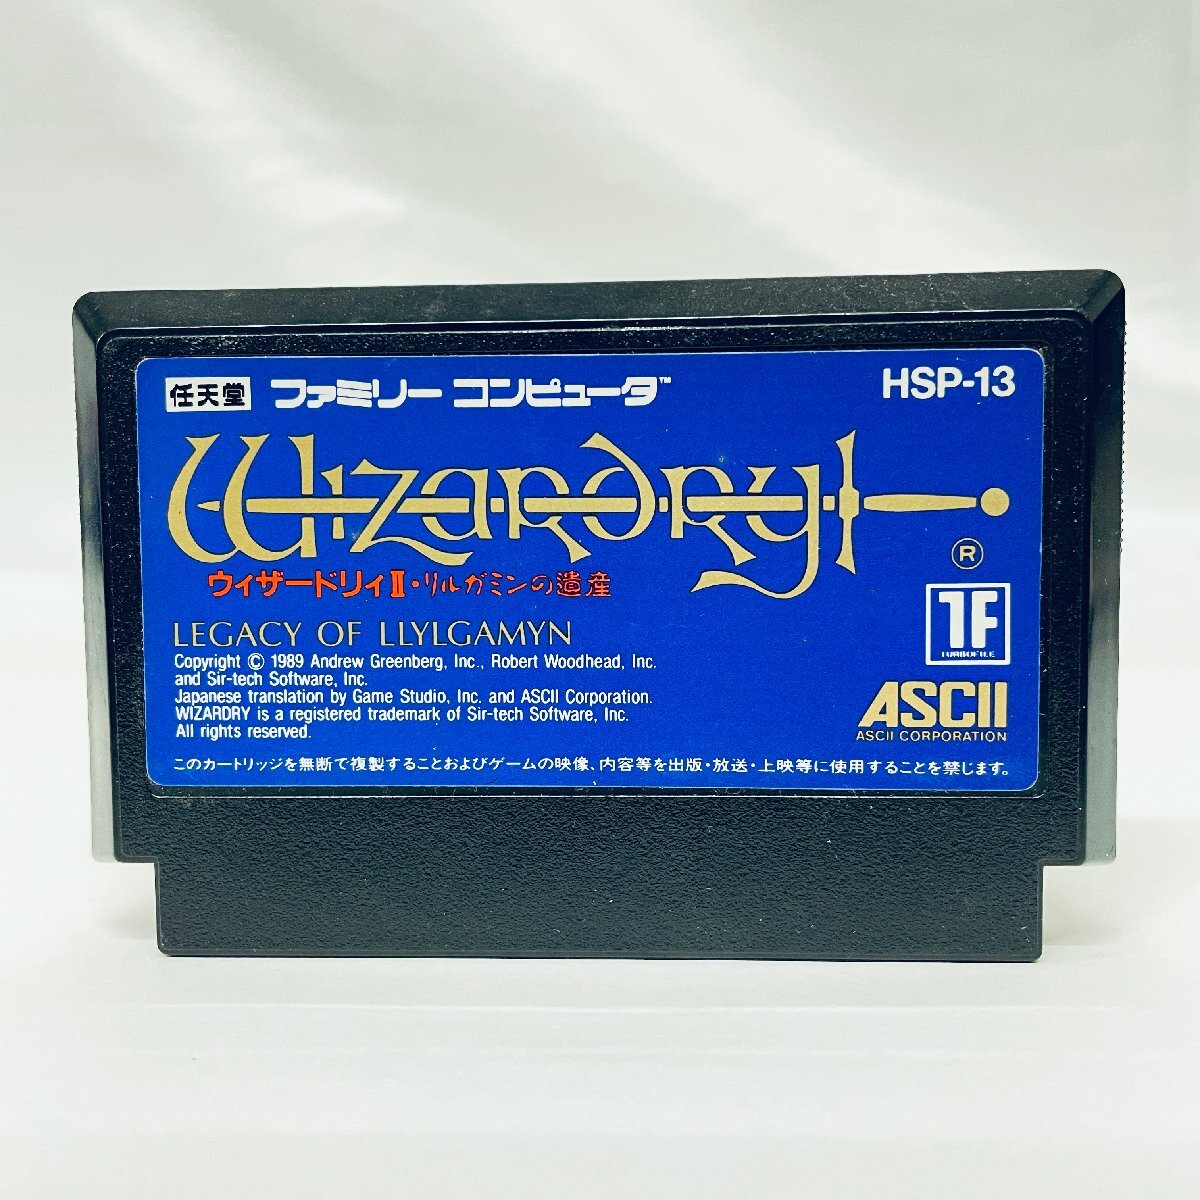 任天堂 ファミリー コンピュータ™ HSP-13
Wizardry
®
ウィザードリィⅡ・リルガミンの遺産
TF
TURBOFILE
LEGACY OF LLYLGAMYN
Copyright © 1989 Andrew Greenberg, Inc., Robert Woodhead, Inc.
and Sir-tech Software, Inc.
Japanese translation by Game Studio, Inc. and ASCII Corporation.
WIZARDRY is a registered trademark of Sir-tech Software, Inc.
All rights reserved.
ASCII
ASCII CORPORATION
このカートリッジを無断で複製することおよびゲームの映像、内容等を出版・放送・上映等に使用することを禁じます。